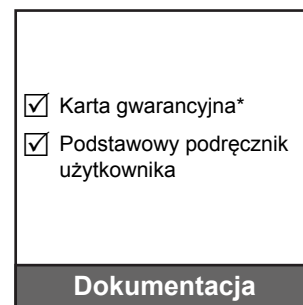 Karta gwarancyjna*
Podstawowy podręcznik
użytkownika
Dokumentacja